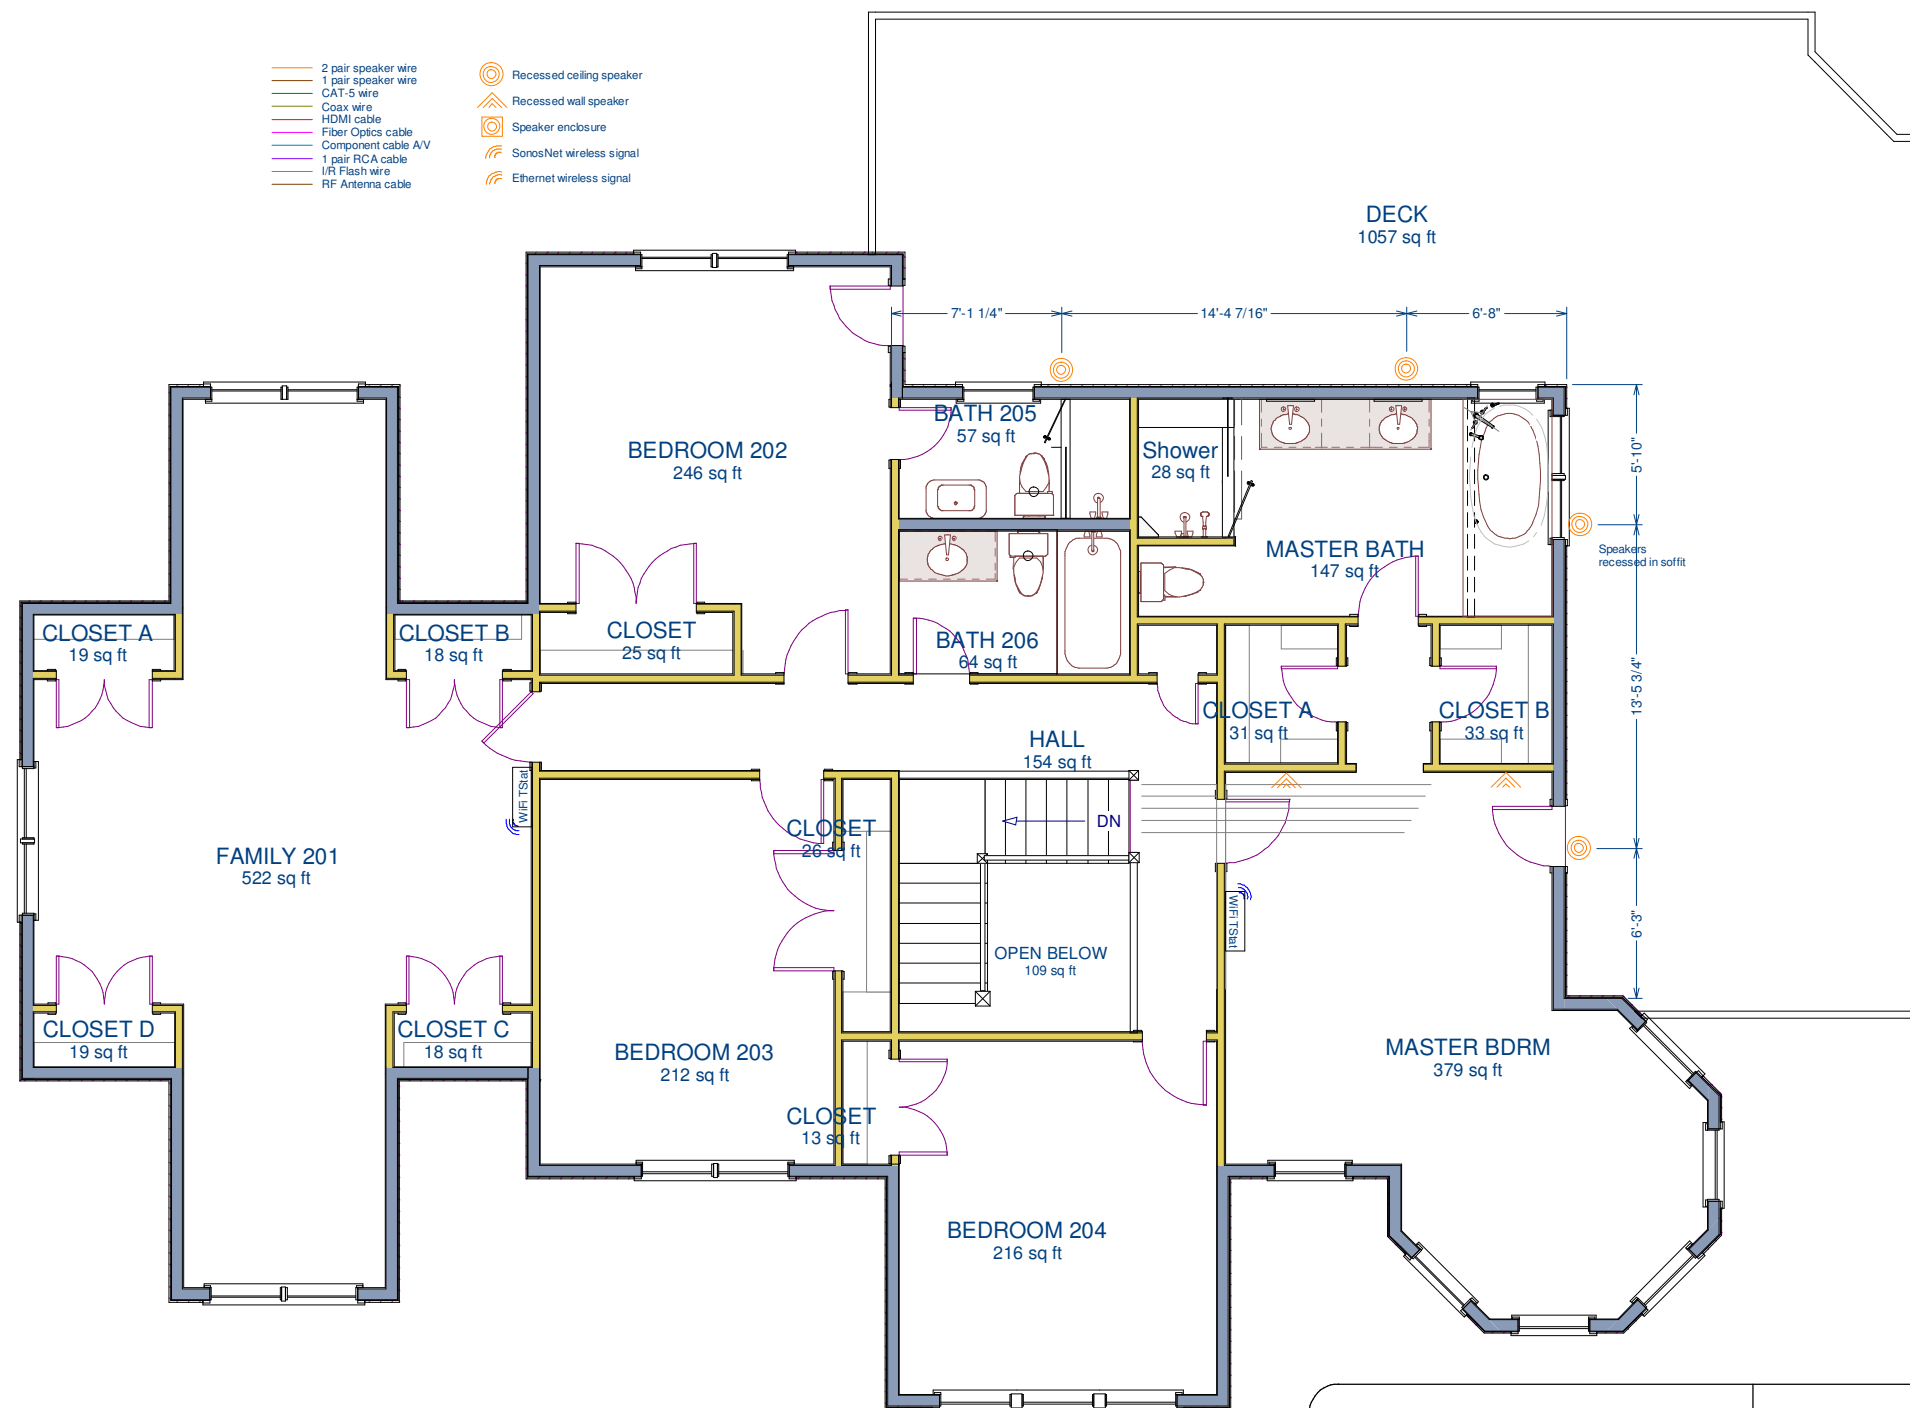 2 pair speaker wire
1 pair speaker wire
CAT-5 wire
Coax wire
HDMI cable
Fiber Optics cable
Component cable A/V
1 pair RCA cable
I/R Flash wire
RF Antenna cable
Recessed ceiling speaker
Recessed wall speaker
Speaker enclosure
SonosNet wireless signal
Ethernet wireless signal
DECK
1057 sq ft
7'-1 1/4"
14'-4 7/16"
6'-8"
BEDROOM 202
246 sq ft
BATH 205
57 sq ft
Shower
28 sq ft
5'-10"
MASTER BATH
147 sq ft
Speakers
recessed in soffit
CLOSET A
19 sq ft
CLOSET B
18 sq ft
CLOSET
25 sq ft
BATH 206
64 sq ft
CLOSET A
31 sq ft
CLOSET B
33 sq ft
13'-5 3/4"
HALL
154 sq ft
WiFi TStat
CLOSET
26 sq ft
DN
FAMILY 201
522 sq ft
WiFi TStat
6'-3"
OPEN BELOW
109 sq ft
CLOSET D
19 sq ft
CLOSET C
18 sq ft
BEDROOM 203
212 sq ft
MASTER BDRM
379 sq ft
CLOSET
13 sq ft
BEDROOM 204
216 sq ft